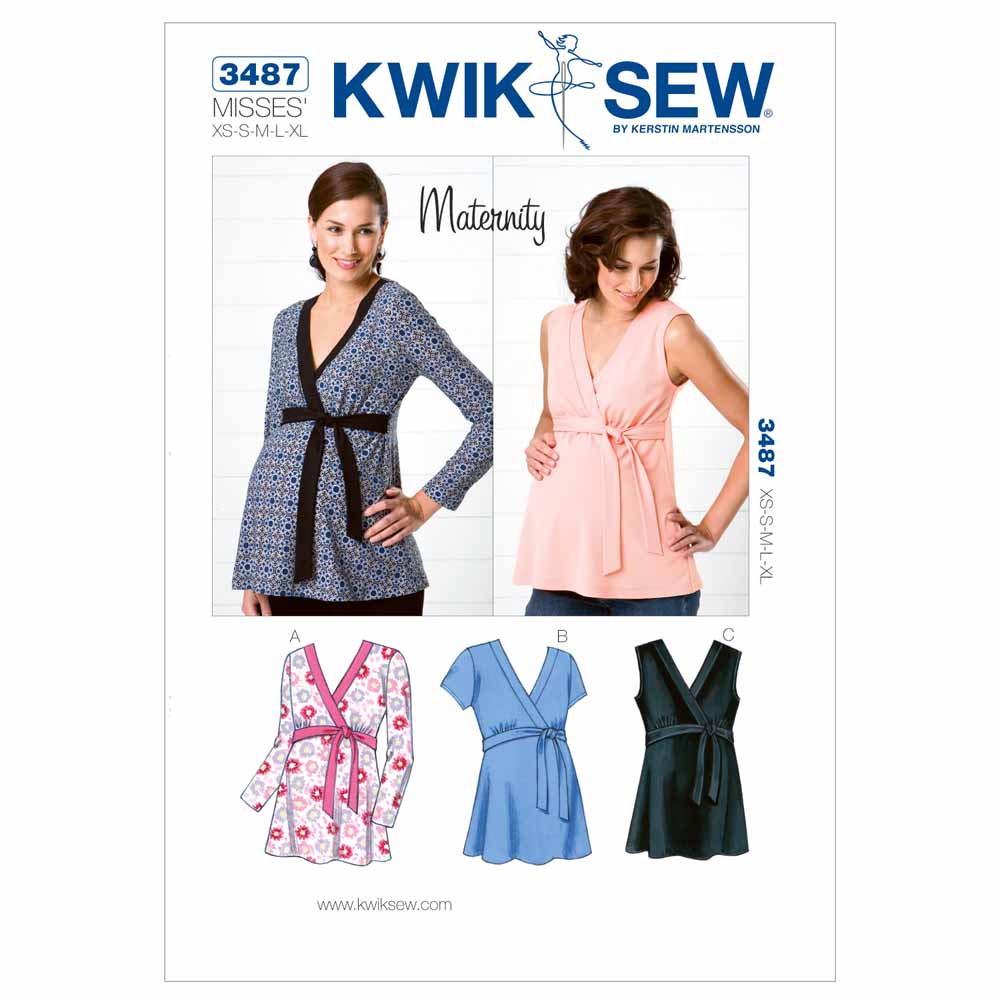 3487
MISSES'
XS-S-M-L-XL
KWIK SEW®
BY KERSTIN MARTENSSON
Maternity
3487 XS-S-M-L-XL
A
B
C
www.kwiksew.com